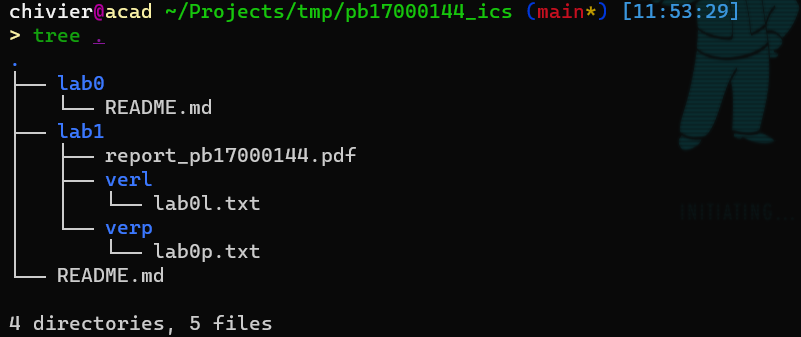 chivier@acad ~/Projects/tmp/pb17000144_ics (main*) [11:53:29]
> tree .
.
├── lab0
│   └── README.md
├── lab1
│   ├── report_pb17000144.pdf
│   ├── verl
│   │   └── lab0l.txt
│   └── verp
│       └── lab0p.txt
└── README.md
INITIATING...
4 directories, 5 files